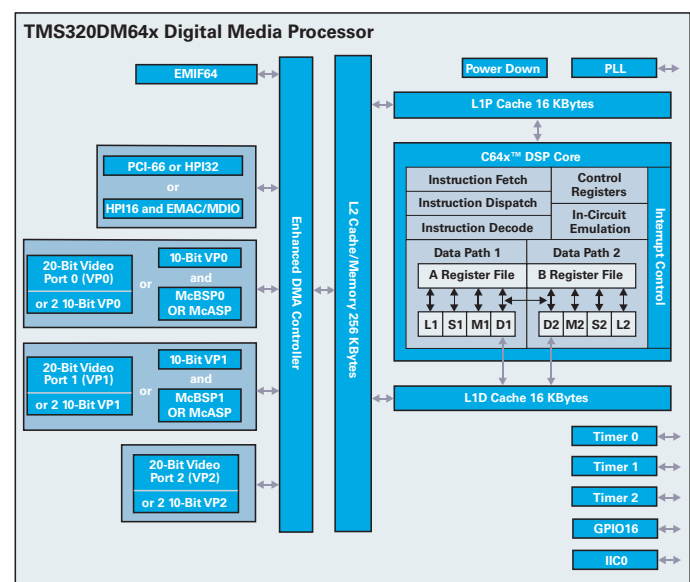 TMS320DM64x Digital Media Processor
EMIF64
Power Down
PLL
L1P Cache 16 KBytes
PCI-66 or HPI32
or
HPI16 and EMAC/MDIO
C64x™ DSP Core
Instruction Fetch
Instruction Dispatch
Instruction Decode
Control
Registers
In-Circuit
Emulation
Interrupt Control
Data Path 1
Data Path 2
A Register File
B Register File
L1 S1 M1 D1
D2 M2 S2 L2
Enhanced DMA Controller
L2 Cache/Memory 256 KBytes
20-Bit Video
Port 0 (VP0)
or 2 10-Bit VP0
or
10-Bit VP0
and
McBSP0
OR McASP
20-Bit Video
Port 1 (VP1)
or 2 10-Bit VP1
or
10-Bit VP1
and
McBSP1
OR McASP
L1D Cache 16 KBytes
20-Bit Video
Port 2 (VP2)
or 2 10-Bit VP2
Timer 0
Timer 1
Timer 2
GPIO16
IIC0